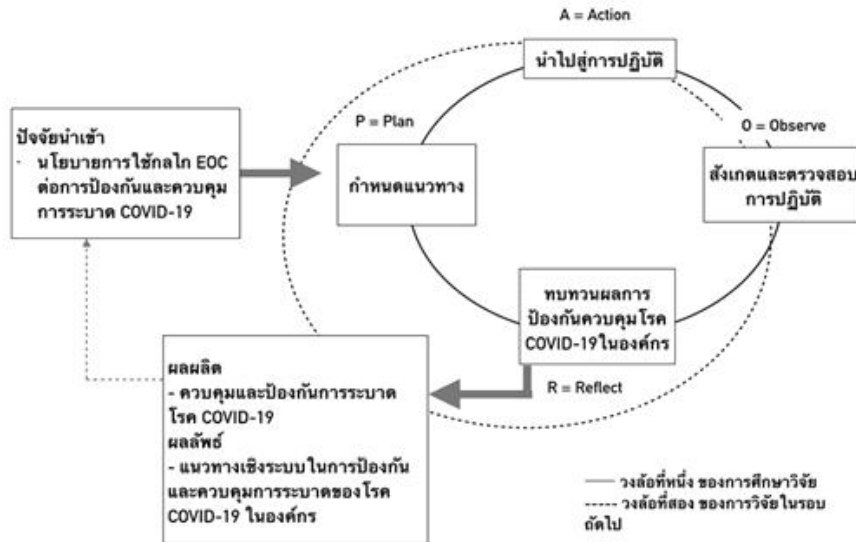 A = Action
นำไปสู่การปฏิบัติ
P = Plan
O = Observe
ปัจจัยนำเข้า
- นโยบายการใช้กลไก EOC
ต่อการป้องกันและควบคุม
การระบาด COVID-19
กำหนดแนวทาง
สังเกตและตรวจสอบ
การปฏิบัติ
ทบทวนผลการ
ป้องกันควบคุมโรค
COVID-19ในองค์กร
R = Reflect
ผลผลิต
- ควบคุมและป้องกันการระบาด
โรค COVID-19
ผลลัพธ์
- แนวทางเชิงระบบในการป้องกัน
และควบคุมการระบาดของโรค
COVID-19 ในองค์กร
—— วงล้อที่หนึ่ง ของการศึกษาวิจัย
----- วงล้อที่สอง ของการวิจัยในรอบ
ถัดไป